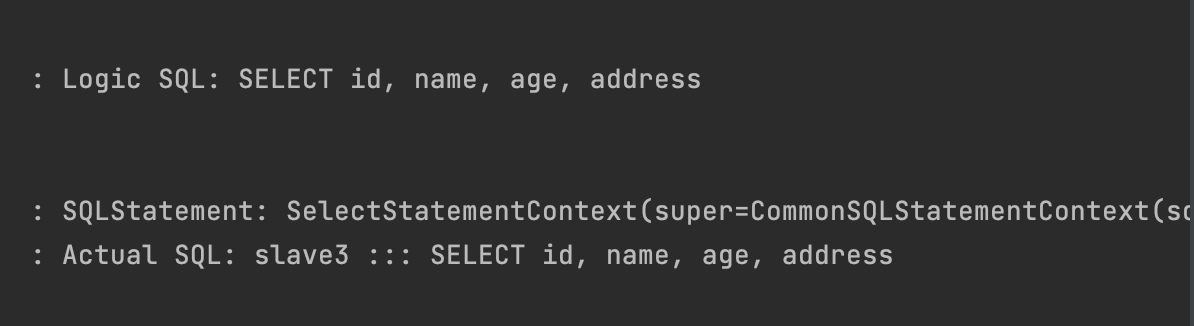 : Logic SQL: SELECT id, name, age, address
: SQLStatement: SelectStatementContext(super=CommonSQLStatementContext(
: Actual SQL: slave3 ::: SELECT id, name, age, address